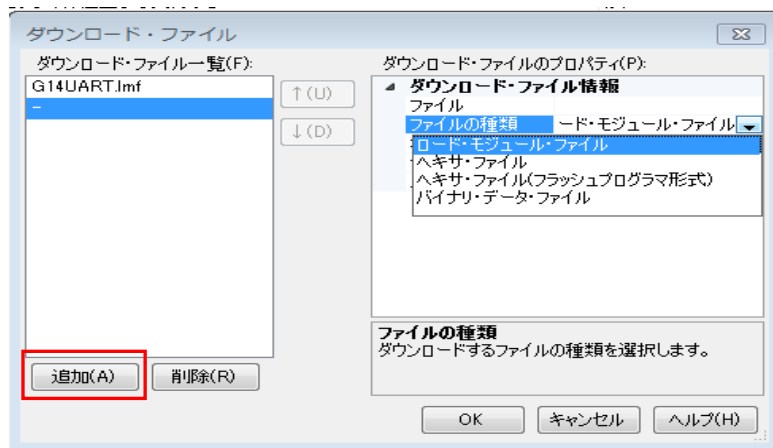 ダウンロード・ファイル
ダウンロード・ファイル一覧(F):
G14UART.lmf
-
↑(U)
↓(D)
追加(A)
削除(R)
ダウンロード・ファイルのプロパティ(P):
ダウンロード・ファイル情報
ファイル
ファイルの種類 ード・モジュール・ファイル
ロード・モジュール・ファイル
ヘキサ・ファイル
ヘキサ・ファイル(フラッシュプログラマ形式)
バイナリ・データ・ファイル
ファイルの種類
ダウンロードするファイルの種類を選択します。
OK
キャンセル
ヘルプ(H)